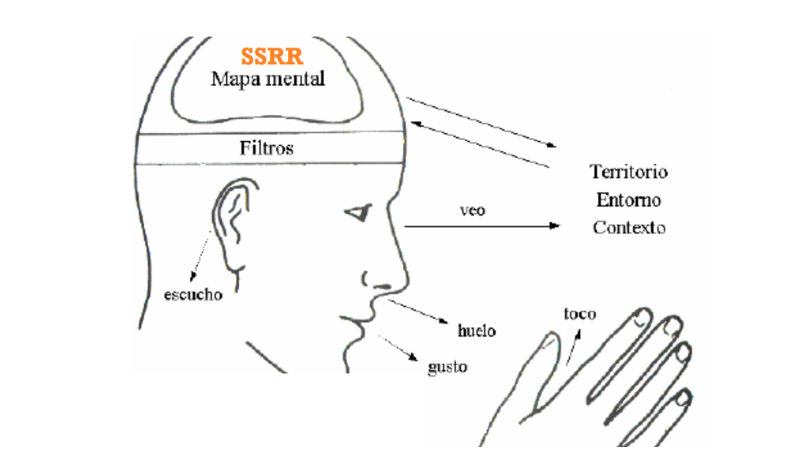 SSRR
Mapa mental
Filtros
Territorio
Entorno
Contexto
veo
escucho
toco
huelo
gusto